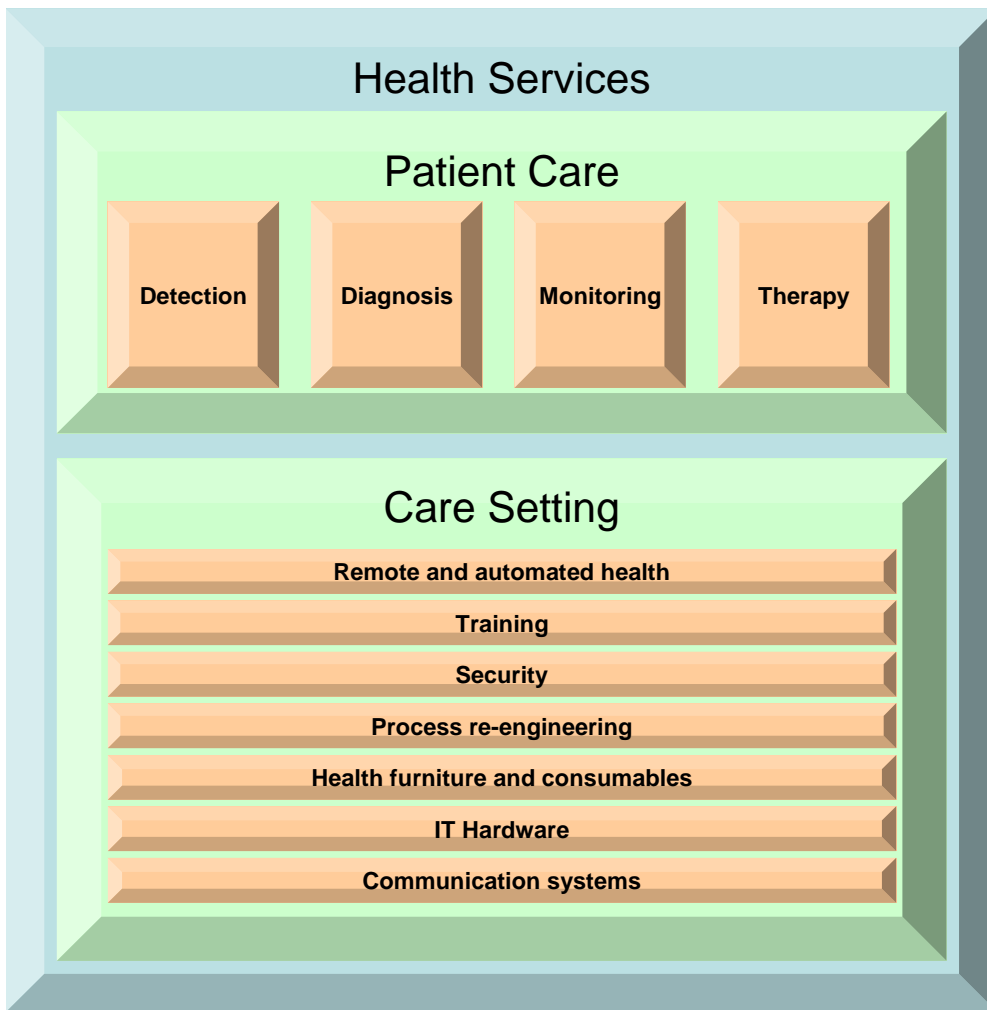 Health Services
Patient Care
Detection
Diagnosis
Monitoring
Therapy
Care Setting
Remote and automated health
Training
Security
Process re-engineering
Health furniture and consumables
IT Hardware
Communication systems